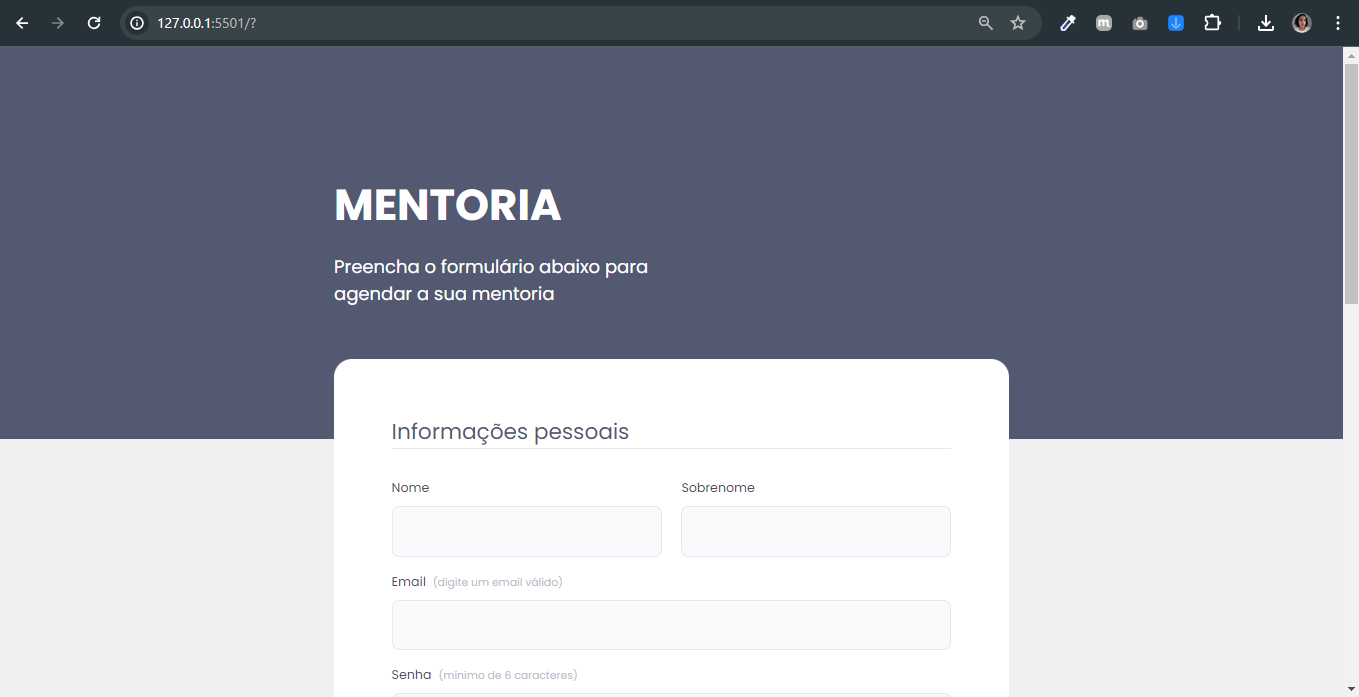 127.0.0.1:5501/?
MENTORIA
Preencha o formulário abaixo para
agendar a sua mentoria
Informações pessoais
Nome Sobrenome
Email (digite um email válido)
Senha (mínimo de 6 caracteres)